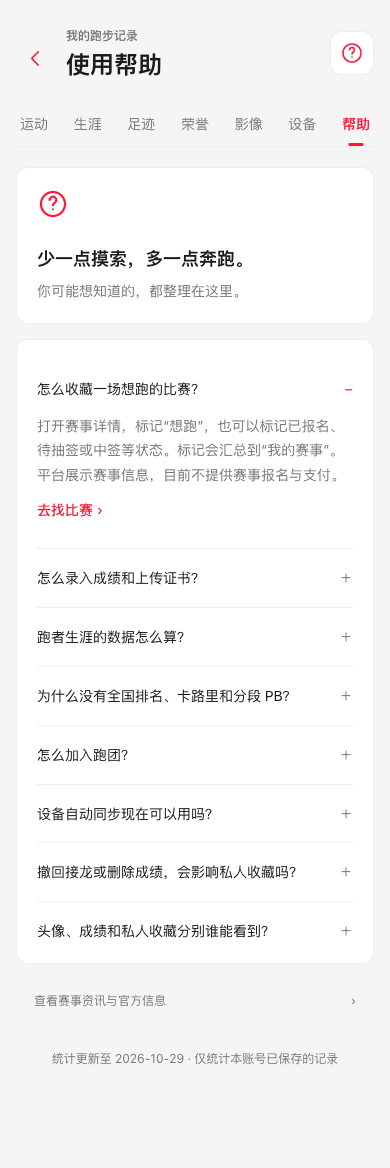 我的跑步记录
使用帮助
运动 生涯 足迹 荣誉 影像 设备 帮助
少一点摸索，多一点奔跑。
你可能想知道的，都整理在这里。
怎么收藏一场想跑的比赛？ −
打开赛事详情，标记“想跑”，也可以标记已报名、
待抽签或中签等状态。标记会汇总到“我的赛事”。
平台展示赛事信息，目前不提供赛事报名与支付。
去找比赛 ›
怎么录入成绩和上传证书？ +
跑者生涯的数据怎么算？ +
为什么没有全国排名、卡路里和分段 PB？ +
怎么加入跑团？ +
设备自动同步现在可以用吗？ +
撤回接龙或删除成绩，会影响私人收藏吗？ +
头像、成绩和私人收藏分别谁能看到？ +
查看赛事资讯与官方信息 ›
统计更新至 2026-10-29 · 仅统计本账号已保存的记录